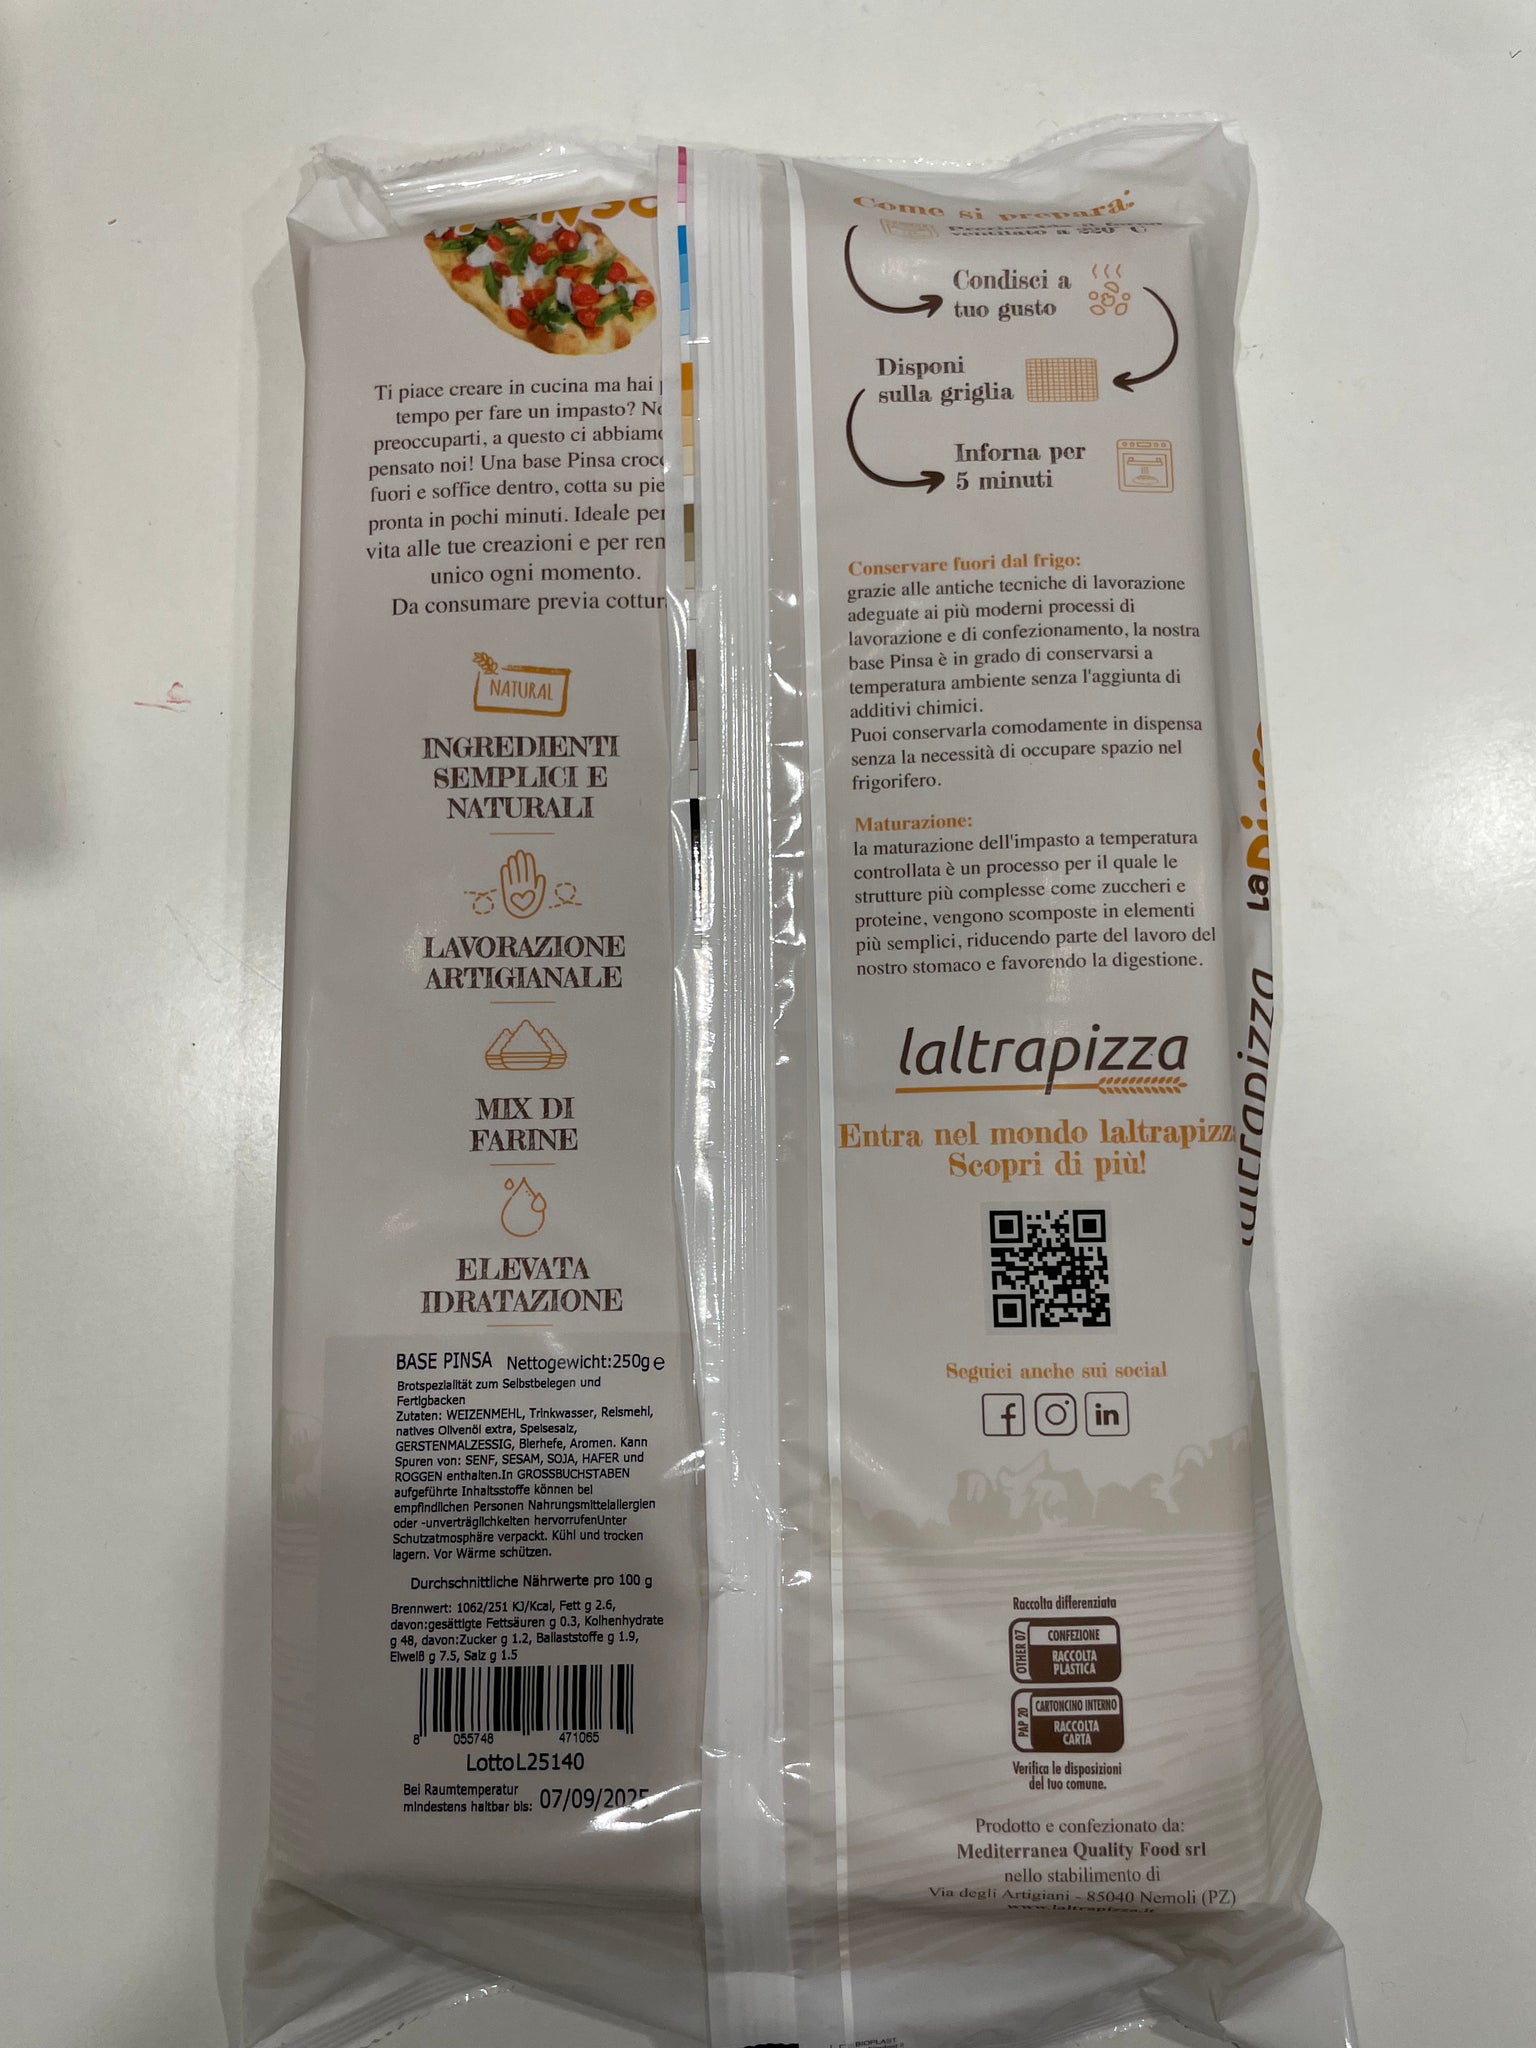 Ti piace creare in cucina ma hai
tempo per fare un impasto?
preoccuparti, a questo ci abbiamo
pensato noi! Una base Pinsa
fuori e soffice dentro, cotta su
pronta in pochi minuti. Ideale per
vita alle tue creazioni e per
unico ogni momento.
Da consumare previa
NATURAL
INGREDIENTI
SEMPLICI E
NATURALI
LAVORAZIONE
ARTIGIANALE
MIX DI
FARINE
ELEVATA
IDRATAZIONE
BASE PINSA Nettogewicht:250g e
Brotspezialität zum Selbstbelegen und
Fertigbacken
Zutaten: WEIZENMEHL, Trinkwasser, Reismehl,
natives Olivenöl extra, Speisesalz,
GERSTENMALZESSIG, Bierhefe, Aromen. Kann
Spuren von: SENF, SESAM, SOJA, HAFER und
ROGGEN enthalten.In GROSSBUCHSTABEN
aufgeführte Inhaltsstoffe können bei
empfindlichen Personen Nahrungsmittelallergien
oder -unverträglichkeiten hervorrufenUnter
Schutzatmosphäre verpackt. Kühl und trocken
lagern. Vor Wärme schützen.
Durchschnittliche Nährwerte pro 100 g
Brennwert: 1062/251 KJ/Kcal, Fett g 2.6,
davon:gesättigte Fettsäuren g 0.3, Kolhenhydrate
g 48, davon:Zucker g 1.2, Ballaststoffe g 1.9,
Eiweiß g 7.5, Salz g 1.5
8 055748 471065
Lotto L25140
Bei Raumtemperatur
mindestens haltbar bis: 07/09/2025
Come si prepara:
ventilato a 220° C
Condisci a
tuo gusto
Disponi
sulla griglia
Inforna per
5 minuti
Conservare fuori dal frigo:
grazie alle antiche tecniche di lavorazione
adeguate ai più moderni processi di
lavorazione e di confezionamento, la nostra
base Pinsa è in grado di conservarsi a
temperatura ambiente senza l'aggiunta di
additivi chimici.
Puoi conservarla comodamente in dispensa
senza la necessità di occupare spazio nel
frigorifero.
Maturazione:
la maturazione dell'impasto a temperatura
controllata è un processo per il quale le
strutture più complesse come zuccheri e
proteine, vengono scomposte in elementi
più semplici, riducendo parte del lavoro del
nostro stomaco e favorendo la digestione.
laltrapizza
Entra nel mondo laltrapizza
Scopri di più!
Seguici anche sui social
f in
Raccolta differenziata
OTHER 07
CONFEZIONE
RACCOLTA
PLASTICA
PAP 20
CARTONCINO INTERNO
RACCOLTA
CARTA
Verifica le disposizioni
del tuo comune.
Prodotto e confezionato da:
Mediterranea Quality Food srl
nello stabilimento di
Via degli Artigiani - 85040 Nemoli (PZ)
www.laltrapizza.it
La Pinsa
laltrapizza
BIOPLAST